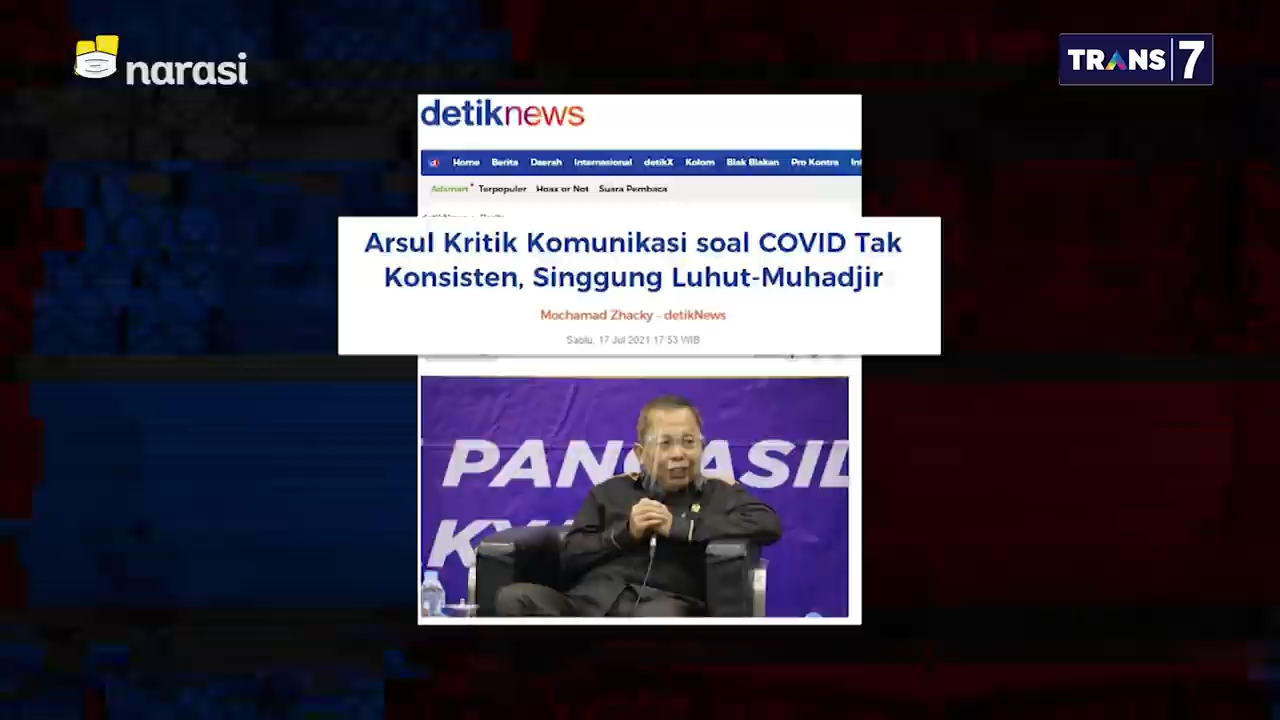 narasi
TRANS 7
detiknews
Home Berita Daerah Internasional detikX Kolom Blak Blakan Pro Kontra
Adsmart Terpopuler Hoax or Not Suara Pembaca
Arsul Kritik Komunikasi soal COVID Tak
Konsisten, Singgung Luhut-Muhadjir
Mochamad Zhacky - detikNews
Sabtu, 17 Jul 2021 17:53 WIB
PANCASIL